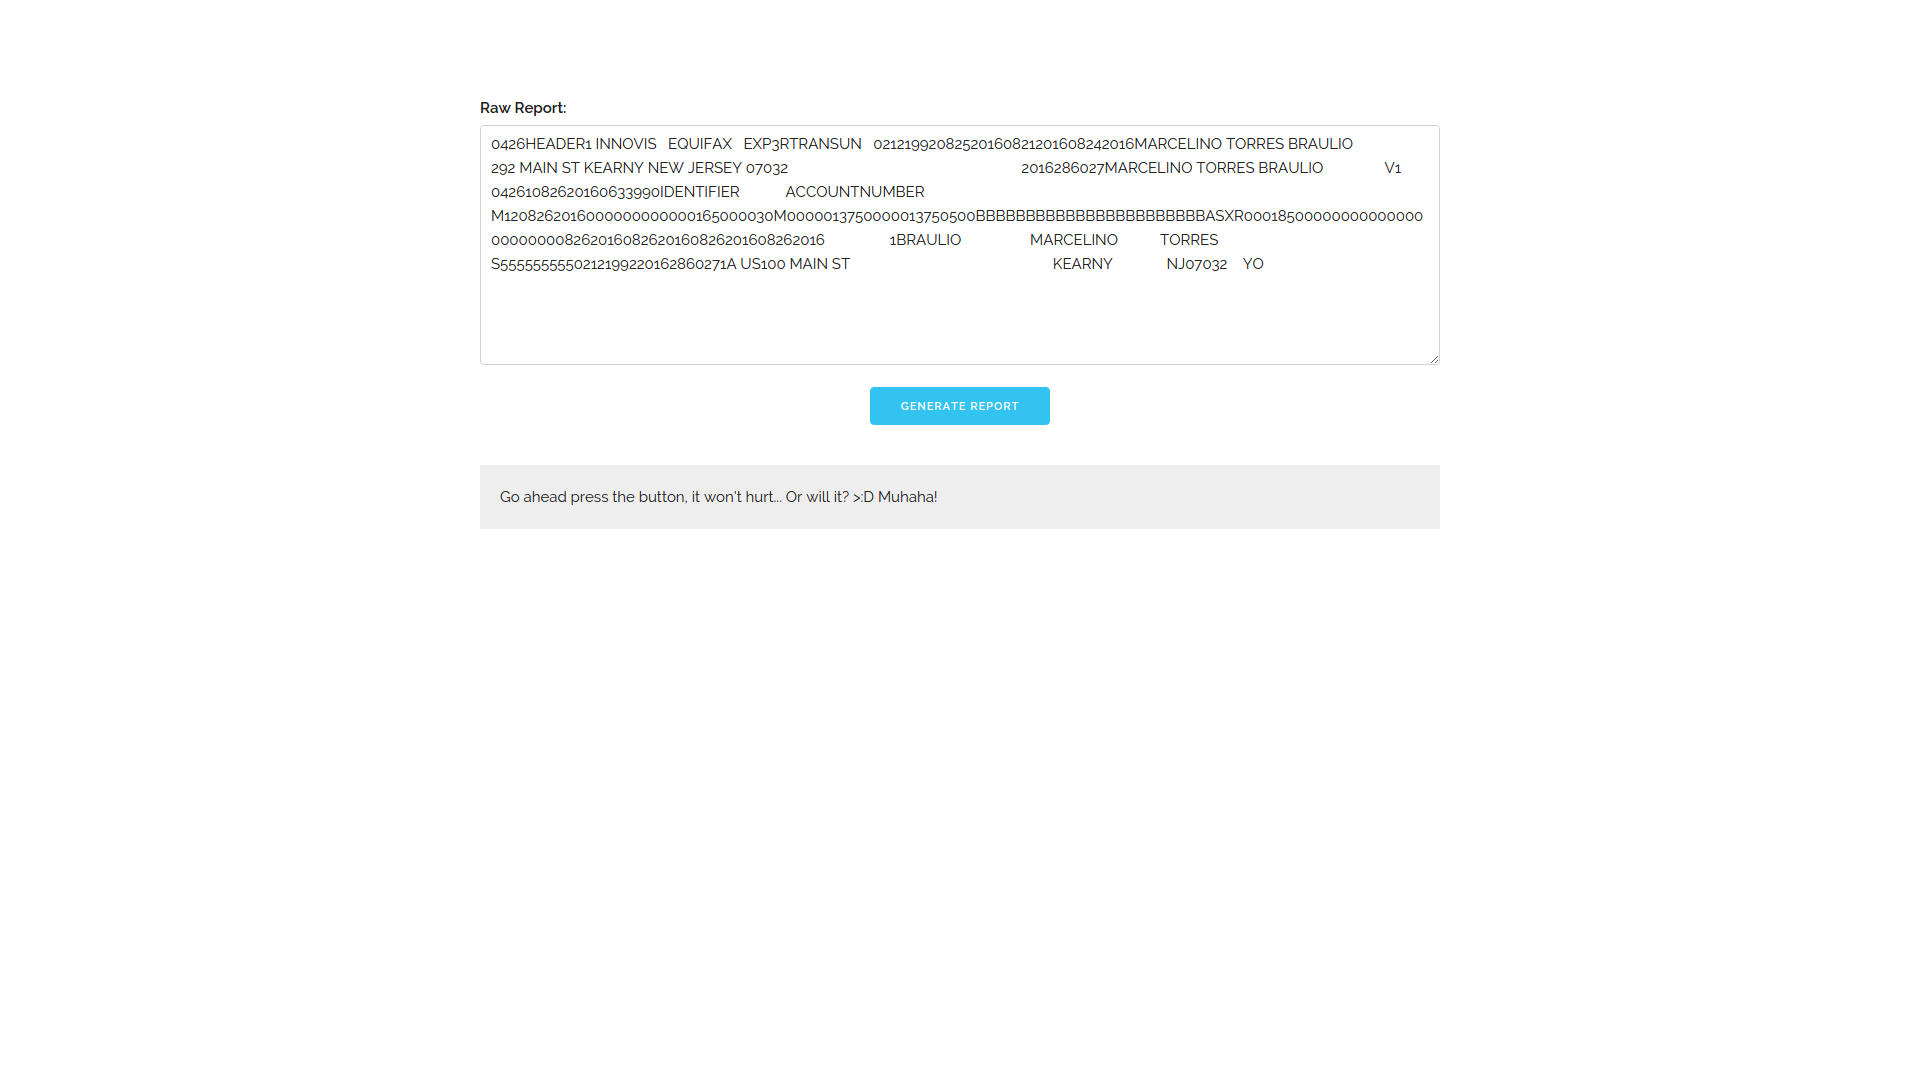 Raw Report:
0426HEADER1 INNOVIS   EQUIFAX   EXP3RTRANSUN   02121992082520160821201608242016MARCELINO TORRES BRAULIO
292 MAIN ST KEARNY NEW JERSEY 07032   2016286027MARCELINO TORRES BRAULIO   V1
04261082620160633990IDENTIFIER   ACCOUNTNUMBER
M1208262016000000000000165000030M0000013750000013750500BBBBBBBBBBBBBBBBBBBBBBBASXR00018500000000000000
000000008262016082620160826201608262016   1BRAULIO   MARCELINO   TORRES
S5555555550212199220162860271A US100 MAIN ST   KEARNY   NJ07032   YO
GENERATE REPORT
Go ahead press the button, it won't hurt... Or will it? >:D Muhaha!